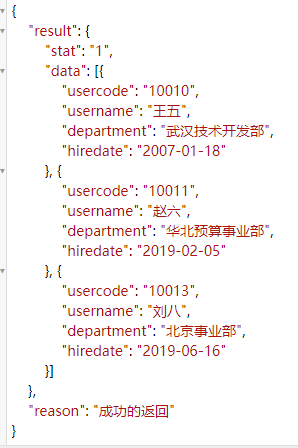 {
"result": {
"stat": "1",
"data": [{
"usercode": "10010",
"username": "王五",
"department": "武汉技术开发部",
"hiredate": "2007-01-18"
}, {
"usercode": "10011",
"username": "赵六",
"department": "华北预算事业部",
"hiredate": "2019-02-05"
}, {
"usercode": "10013",
"username": "刘八",
"department": "北京事业部",
"hiredate": "2019-06-16"
}]
},
"reason": "成功的返回"
}